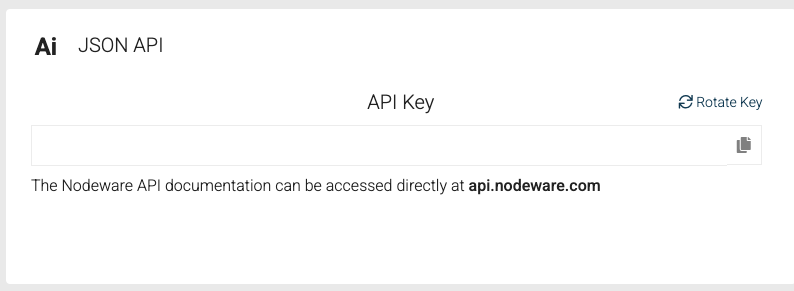 Ai JSON API
API Key
Rotate Key
The Nodeware API documentation can be accessed directly at api.nodeware.com